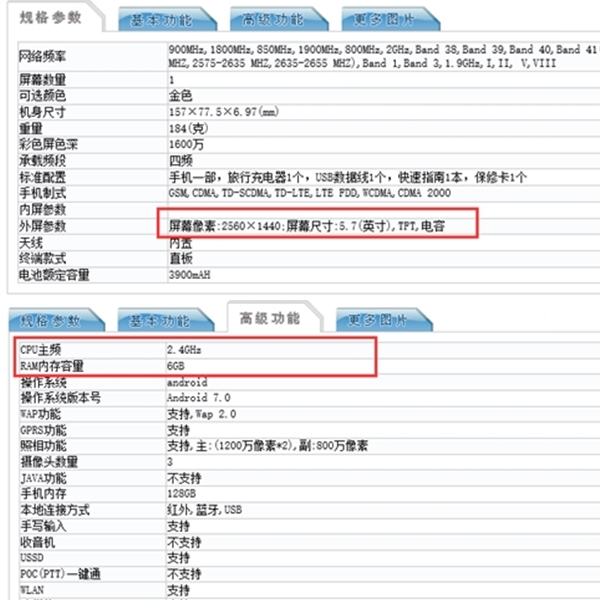 规格参数 基本功能 高级功能 更多图片
网络频率 900MHz,1800MHz,850MHz,1900MHz,800MHz,2GHz,Band 38,Band 39,Band 40,Band 41
MHZ,2575-2635 MHZ,2635-2655 MHZ),Band 1,Band 3,1.9GHz,I,II, V,VIII
屏幕数量 1
可选颜色 金色
机身尺寸 157×77.5×6.97(mm)
重量 184(克)
彩色屏色深 1600万
承载频段 四频
标准配置 手机一部,旅行充电器1个,USB数据线1个,快速指南1本,保修卡1个
手机制式 GSM,CDMA,TD-SCDMA,TD-LTE,LTE FDD,WCDMA,CDMA 2000
内屏参数
外屏参数 屏幕像素:2560×1440:屏幕尺寸:5.7(英寸),TFT,电容
天线 内置
终端款式 直板
电池额定容量 3900mAH
规格参数 基本功能 高级功能 更多图片
CPU主频 2.4GHz
RAM内存容量 6GB
操作系统 android
操作系统版本号 Android 7.0
WAP功能 支持,Wap 2.0
GPRS功能 支持
照相功能 支持,主:(1200万像素*2),副:800万像素
摄像头数量 3
JAVA功能 不支持
手机内存 128GB
本地连接方式 红外,蓝牙,USB
手写输入 支持
收音机 不支持
USSD 支持
POC(PTT)一键通 不支持
WLAN 支持